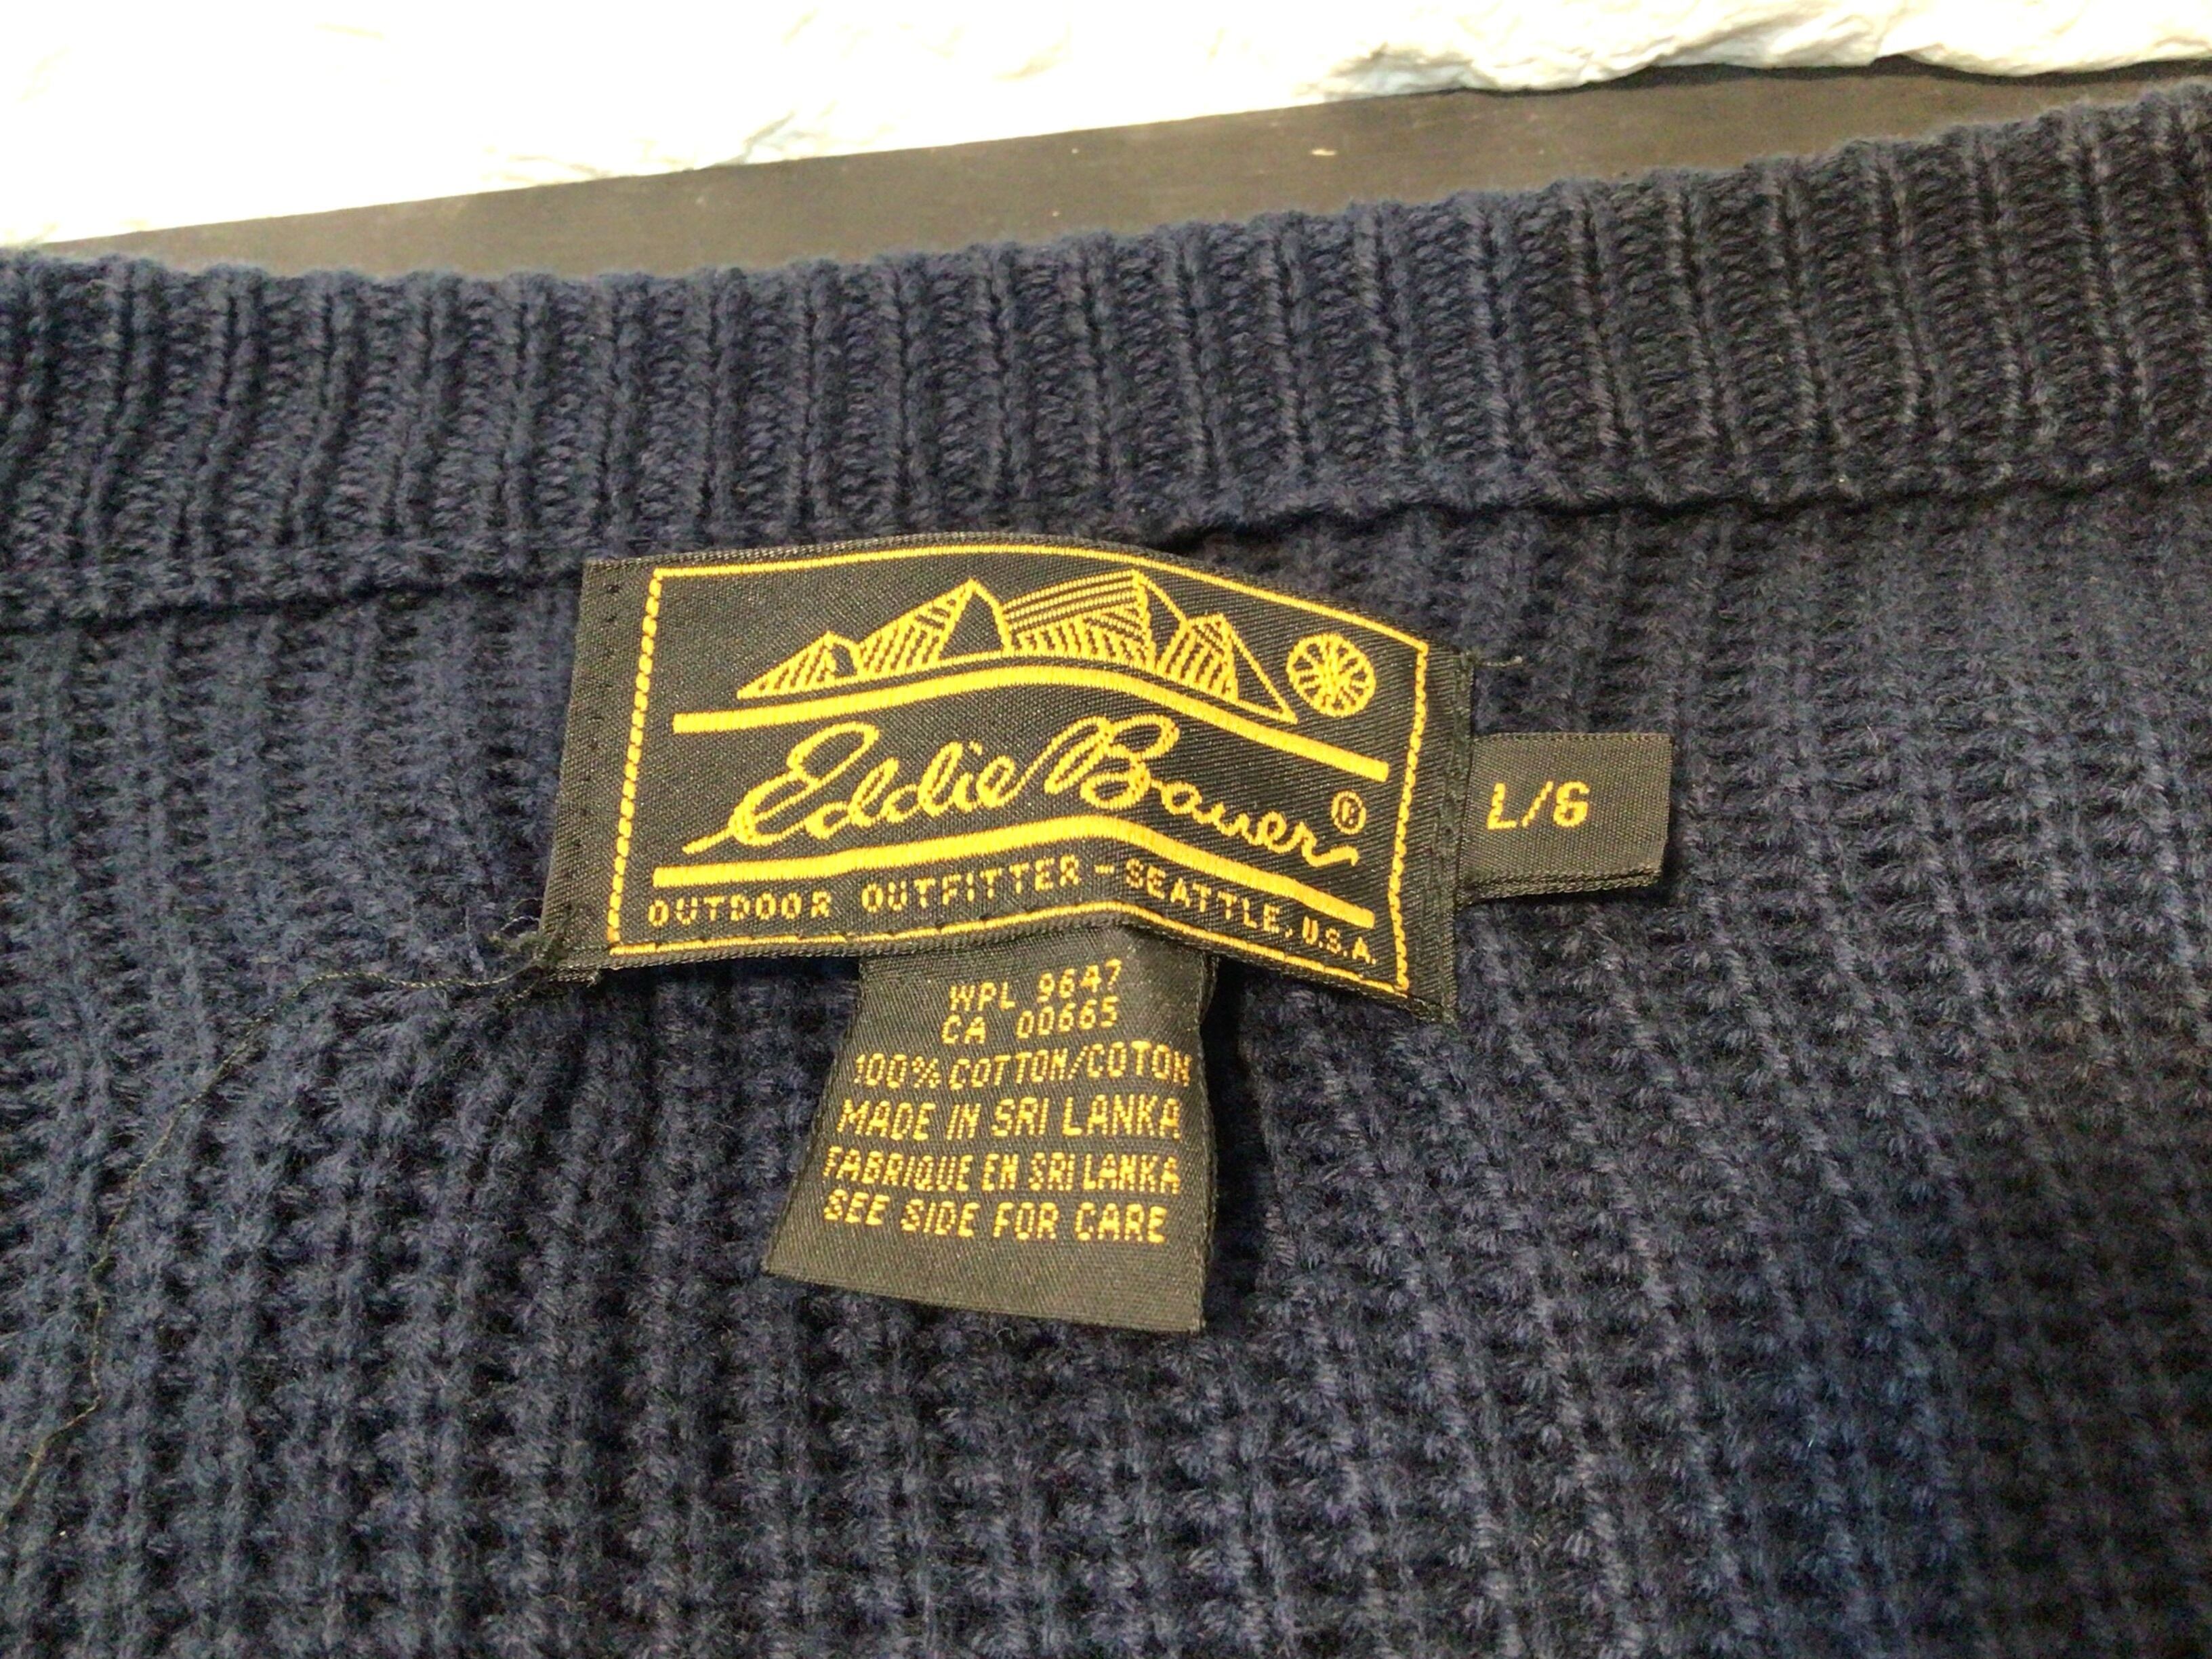 Eddie Bauer®
OUTDOOR OUTFITTER - SEATTLE, U.S.A.
L/G
WPL 9647
CA 00665
100% COTTON/COTON
MADE IN SRI LANKA
FABRIQUE EN SRI LANKA
SEE SIDE FOR CARE